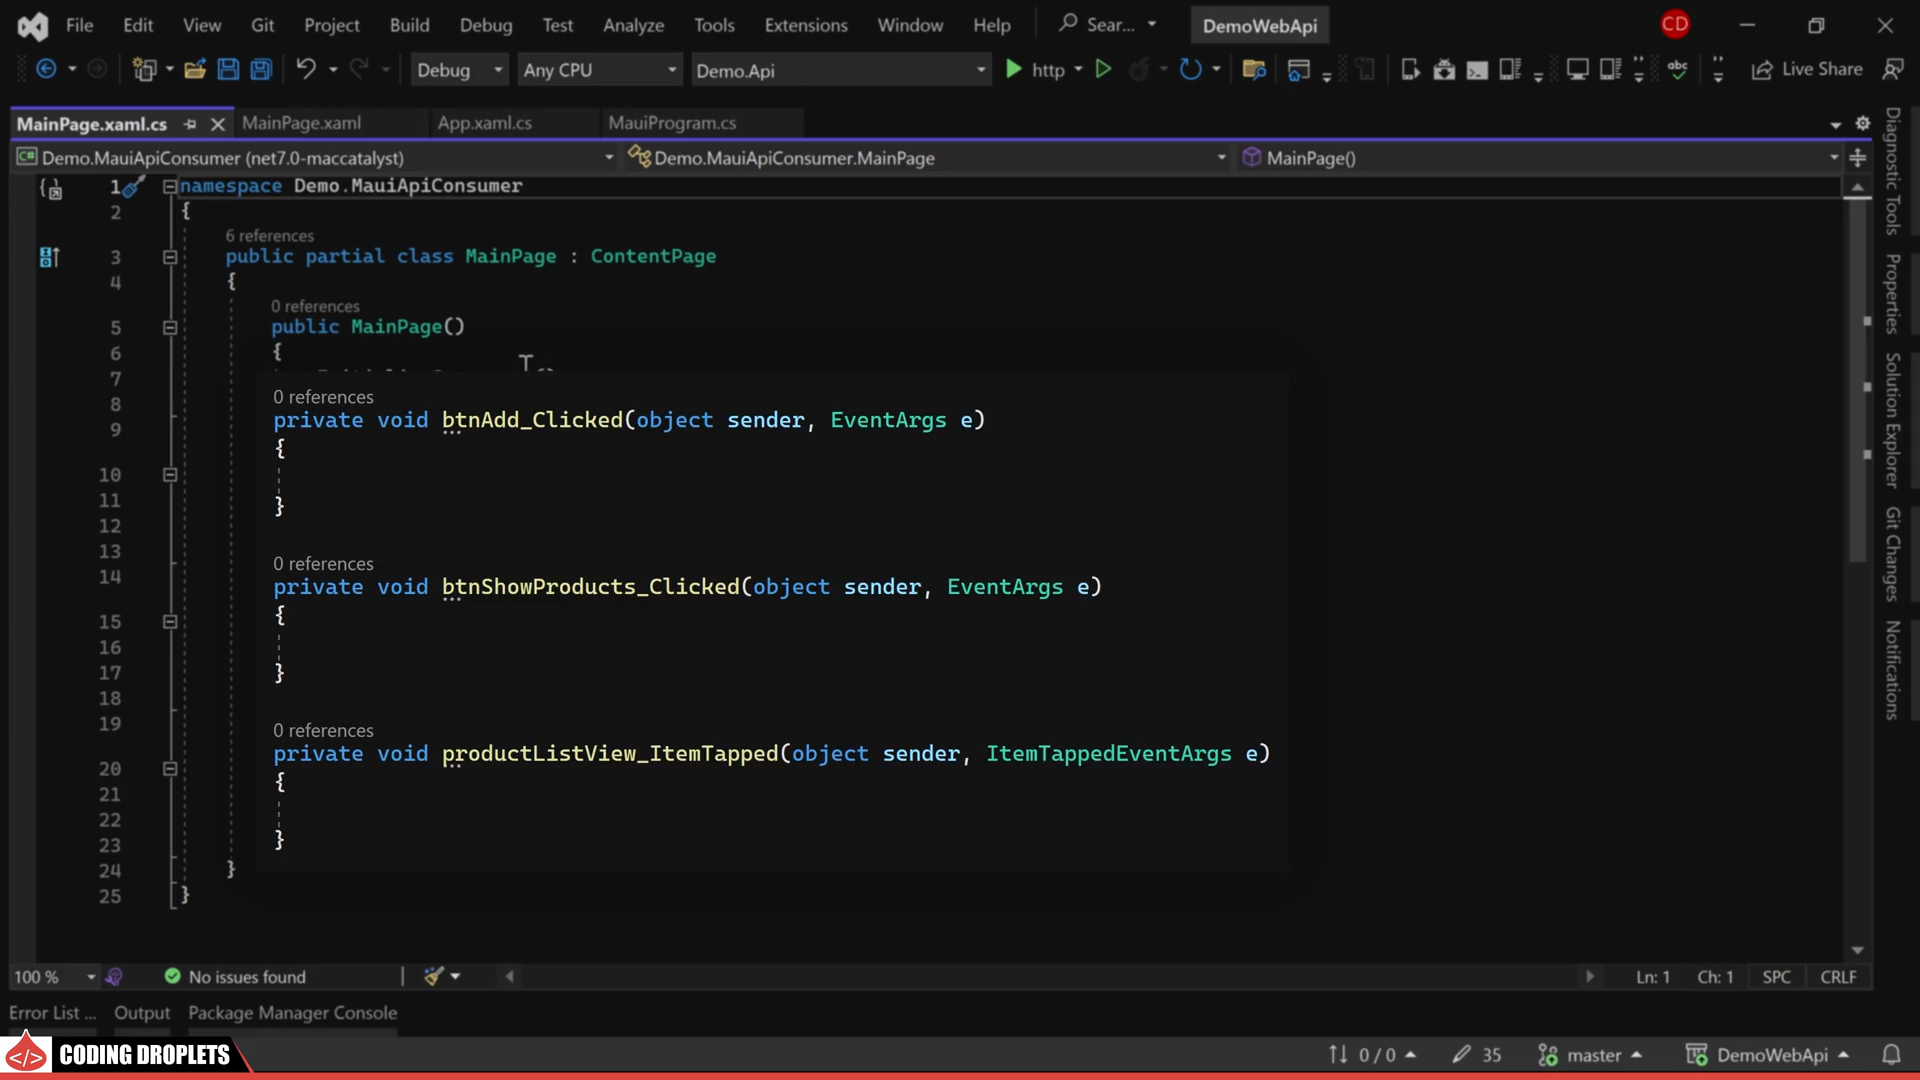 File Edit View Git Project Build Debug Test Analyze Tools Extensions Window Help Sear... DemoWebApi CD
Debug Any CPU Demo.Api http Live Share
MainPage.xaml.cs MainPage.xaml App.xaml.cs MauiProgram.cs
Demo.MauiApiConsumer (net7.0-maccatalyst) Demo.MauiApiConsumer.MainPage MainPage()
1 namespace Demo.MauiApiConsumer
2 {
6 references
3 public partial class MainPage : ContentPage
4 {
0 references
5 public MainPage()
6 {
7
8
9
10
11
12
13
14
15
16
17
18
19
20
21
22
23
24 }
25 }
0 references
private void btnAdd_Clicked(object sender, EventArgs e)
{
}
0 references
private void btnShowProducts_Clicked(object sender, EventArgs e)
{
}
0 references
private void productListView_ItemTapped(object sender, ItemTappedEventArgs e)
{
}
Diagnostic Tools
Properties
Solution Explorer
Git Changes
Notifications
100 % No issues found Ln: 1 Ch: 1 SPC CRLF
Error List ... Output Package Manager Console
</> CODING DROPLETS 0 / 0 35 master DemoWebApi